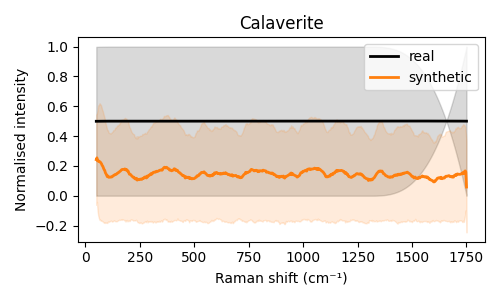 Calaverite
Normalised intensity
1.0
0.8
0.6
0.4
0.2
0.0
−0.2
real
synthetic
0 250 500 750 1000 1250 1500 1750
Raman shift (cm⁻¹)